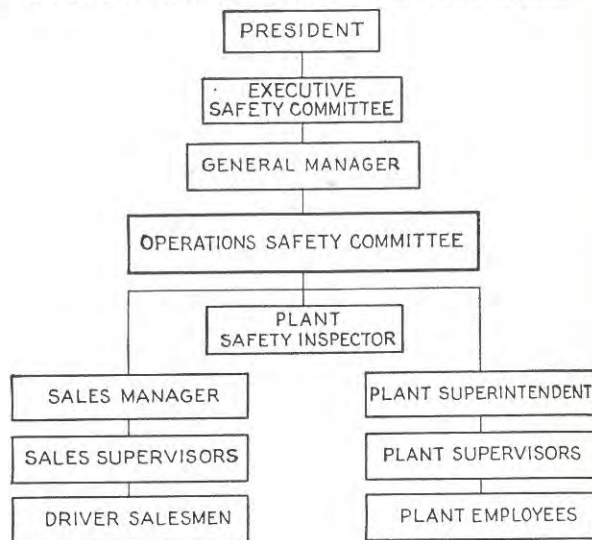 PRESIDENT
EXECUTIVE
SAFETY COMMITTEE
GENERAL MANAGER
OPERATIONS SAFETY COMMITTEE
PLANT
SAFETY INSPECTOR
SALES MANAGER
PLANT SUPERINTENDENT
SALES SUPERVISORS
PLANT SUPERVISORS
DRIVER SALESMEN
PLANT EMPLOYEES